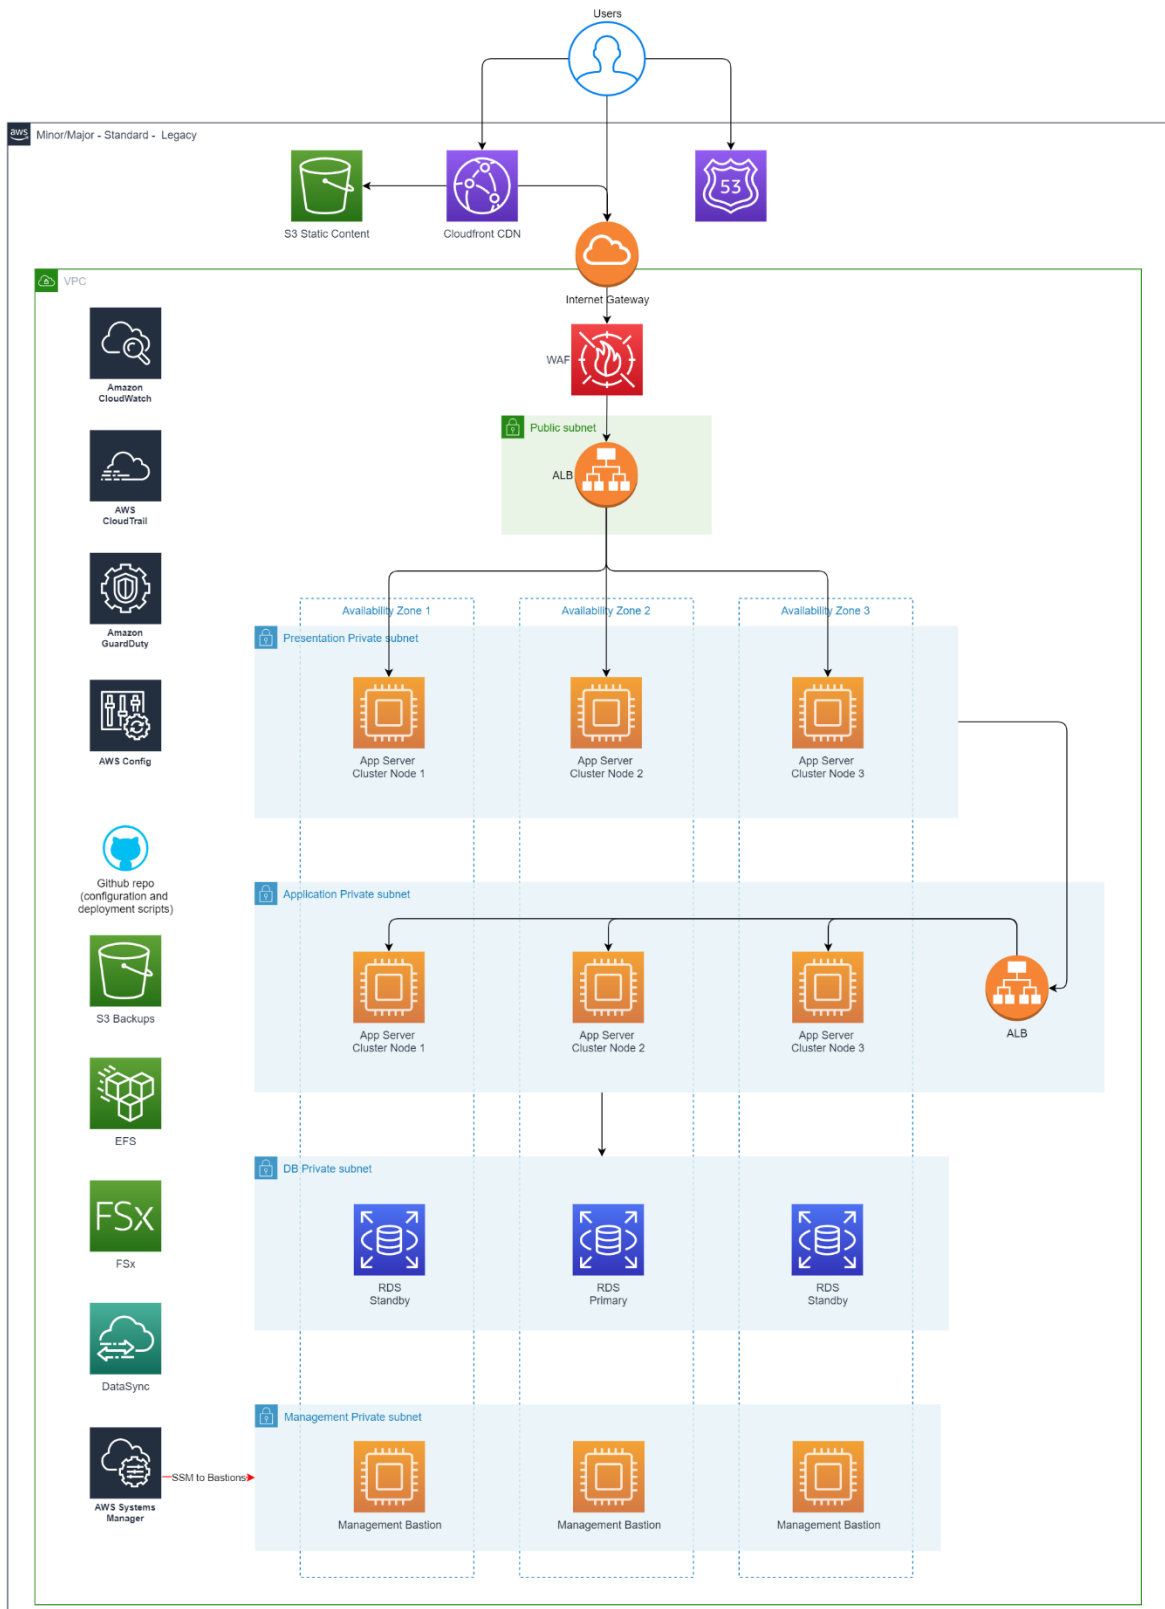 Users
aws
Minor/Major - Standard - Legacy
53
S3 Static Content
Cloudfront CDN
Internet Gateway
VPC
WAF
Amazon
CloudWatch
Public subnet
ALB
AWS
CloudTrail
Amazon
GuardDuty
Availability Zone 1
Availability Zone 2
Availability Zone 3
Presentation Private subnet
AWS Config
App Server
Cluster Node 1
App Server
Cluster Node 2
App Server
Cluster Node 3
Github repo
(configuration and
deployment scripts)
Application Private subnet
S3 Backups
App Server
Cluster Node 1
App Server
Cluster Node 2
App Server
Cluster Node 3
ALB
EFS
DB Private subnet
FSx
FSx
RDS
Standby
RDS
Primary
RDS
Standby
DataSync
Management Private subnet
SSM to Bastions
AWS Systems
Manager
Management Bastion
Management Bastion
Management Bastion